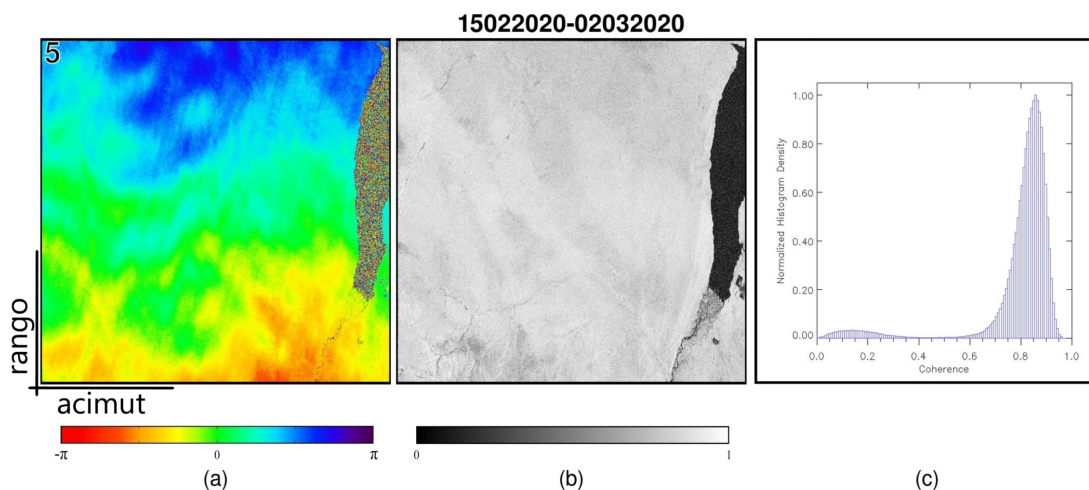 15022020-02032020
5
rango
acimut
-π 0 π
(a)
0 1
(b)
Normalized Histogram Density
1.00
0.80
0.60
0.40
0.20
0.00
0.0 0.2 0.4 0.6 0.8 1.0
Coherence
(c)